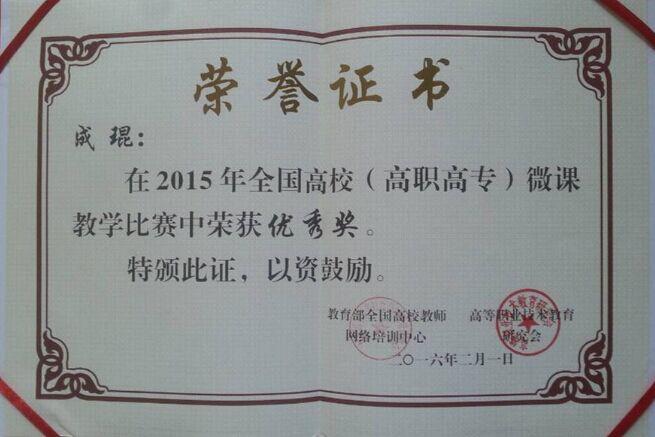 荣誉证书
成琨：
在2015年全国高校（高职高专）微课
教学比赛中荣获优秀奖。
特颁此证，以资鼓励。
教育部全国高校教师 高等职业技术教育
网络培训中心 研究会
二〇一六年二月一日